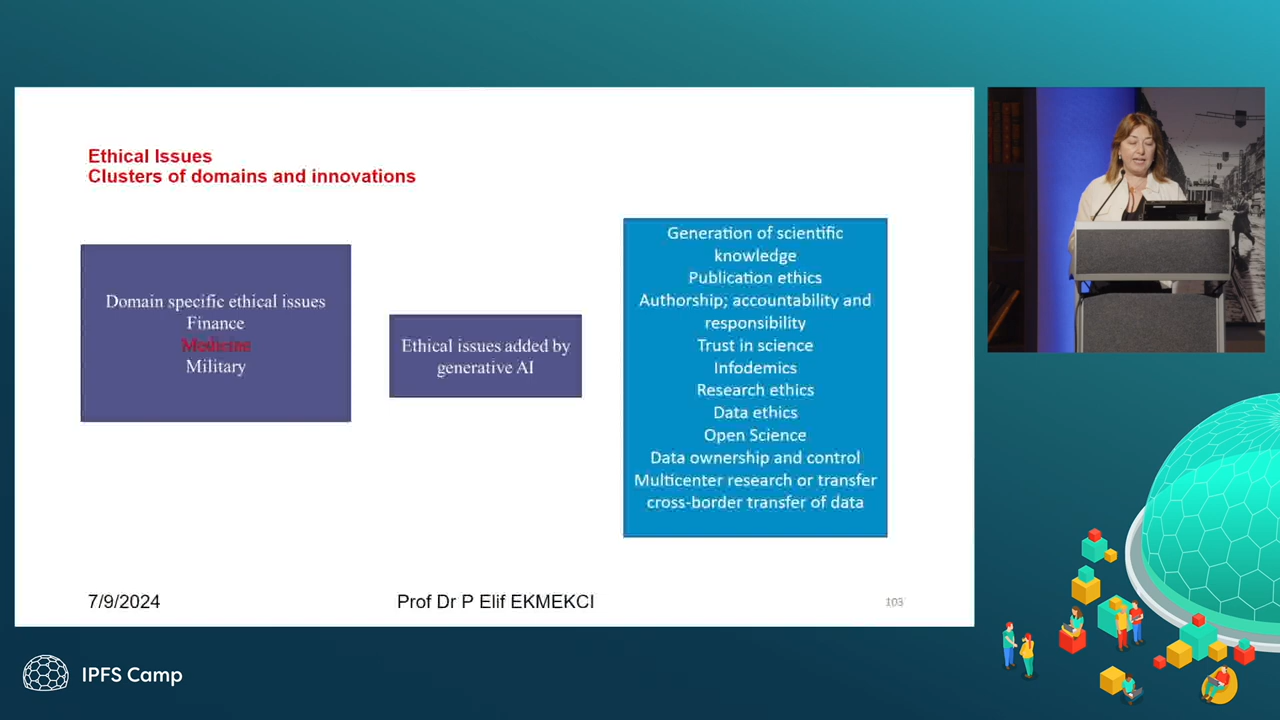 Ethical Issues
Clusters of domains and innovations
Domain specific ethical issues
Finance
Medicine
Military
Ethical issues added by
generative AI
Generation of scientific
knowledge
Publication ethics
Authorship; accountability and
responsibility
Trust in science
Infodemics
Research ethics
Data ethics
Open Science
Data ownership and control
Multicenter research or transfer
cross-border transfer of data
7/9/2024
Prof Dr P Elif EKMEKCI
103
IPFS Camp